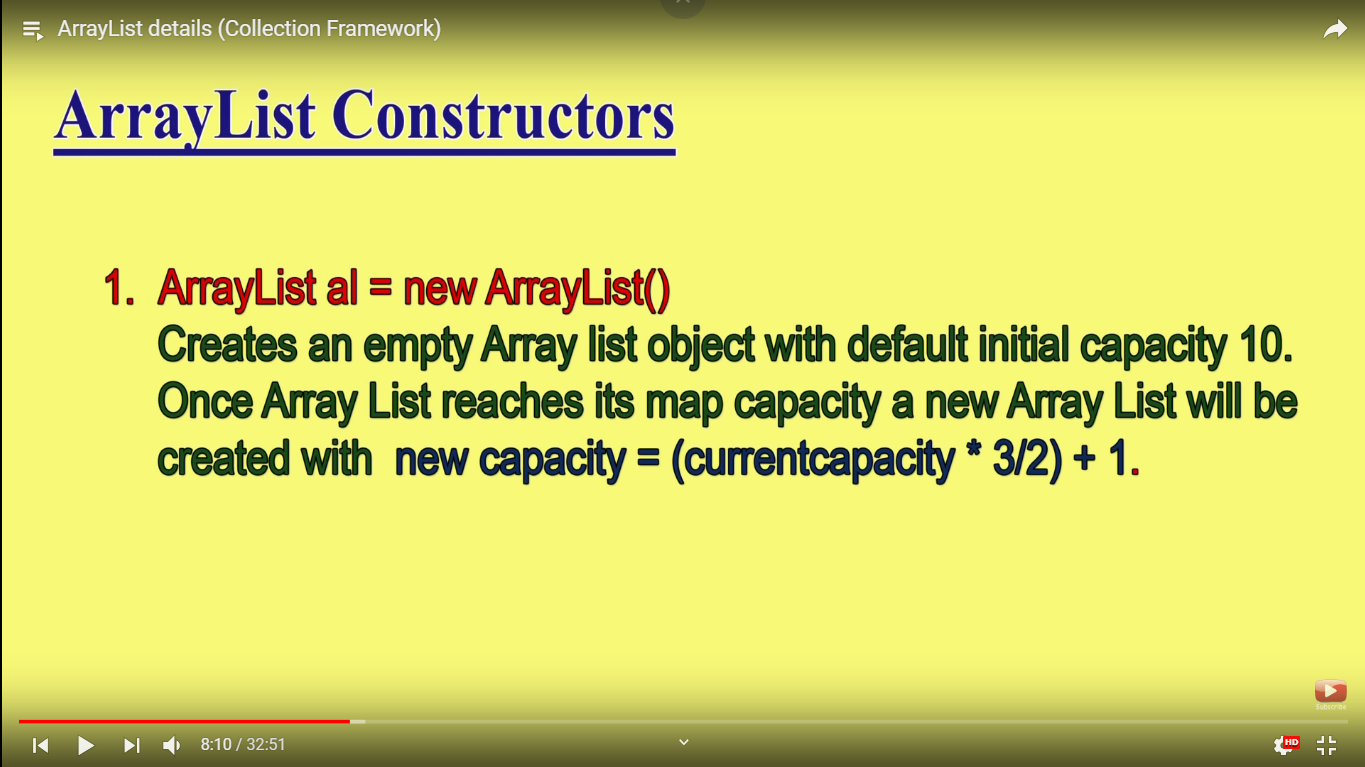 ArrayList details (Collection Framework)
ArrayList Constructors
1. ArrayList al = new ArrayList()
Creates an empty Array list object with default initial capacity 10.
Once Array List reaches its map capacity a new Array List will be
created with new capacity = (currentcapacity * 3/2) + 1.
Subscribe
8:10 / 32:51
HD